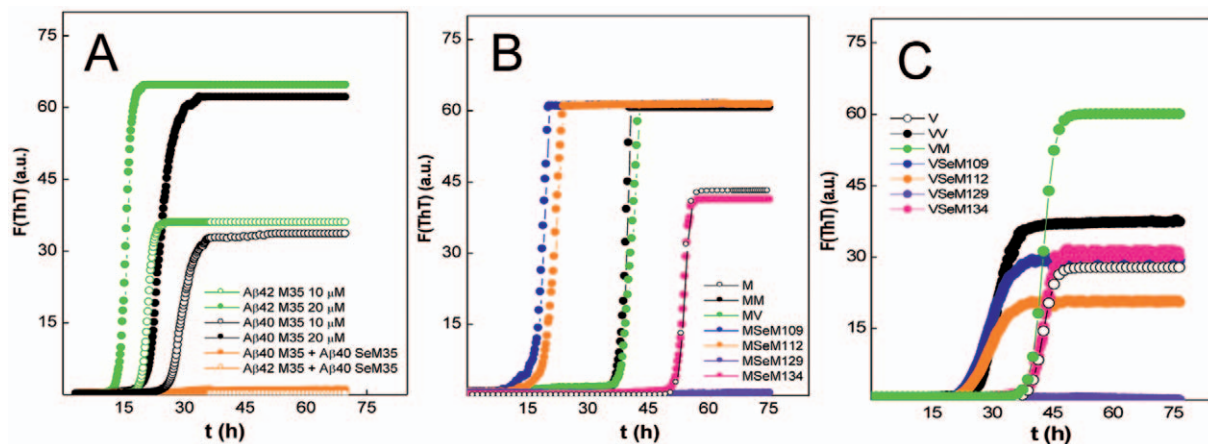 A
F(ThT) (a.u.)
75
60
45
30
15
Aβ42 M35 10 μM
Aβ42 M35 20 μM
Aβ40 M35 10 μM
Aβ40 M35 20 μM
Aβ40 M35 + Aβ40 SeM35
Aβ42 M35 + Aβ40 SeM35
15 30 45 60 75
t (h)
B
F(ThT) (a.u.)
75
60
45
30
15
M
MM
MV
MSeM109
MSeM112
MSeM129
MSeM134
15 30 45 60 75
t (h)
C
F(ThT) (a.u.)
75
60
45
30
15
V
VV
VM
VSeM109
VSeM112
VSeM129
VSeM134
15 30 45 60 75
t (h)